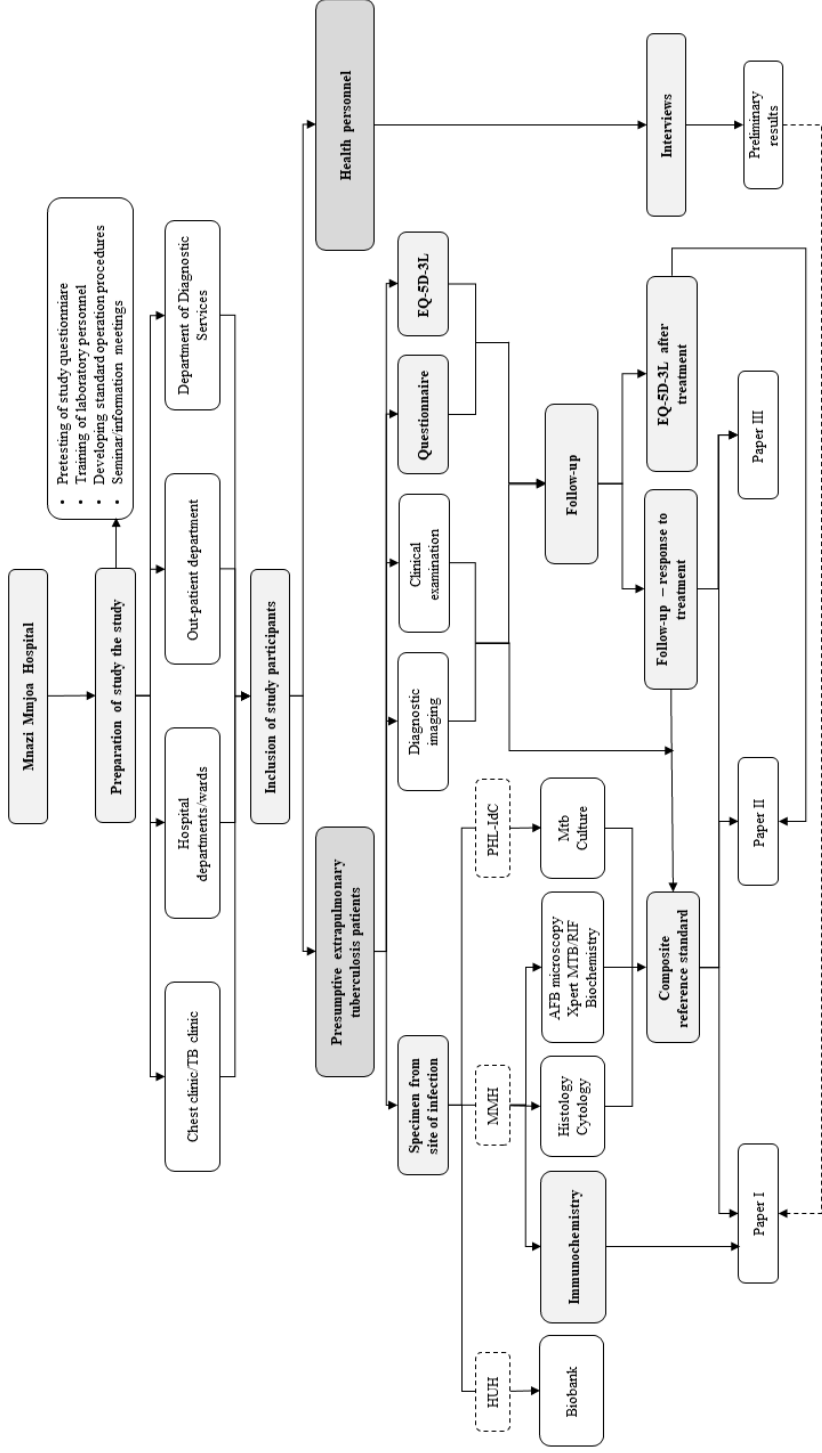 Mnazi Mmjoa Hospital
Preparation of study the study
• Pretesting of study questionniare
• Training of laboratory personnel
• Developing standard operation procedures
• Seminar/information meetings
Chest clinic/TB clinic
Hospital
departments/wards
Out-patient department
Department of Diagnostic
Services
Inclusion of study participants
Presumptive extrapulmonary
tuberculosis patients
Health personnel
Specimen from
site of infection
Diagnostic
imaging
Clinical
examination
Questionnaire
EQ-5D-3L
HUH
MMH
PHL-IdC
Biobank
Immunochemistry
Histology
Cytology
AFB microscopy
Xpert MTB/RIF
Biochemistry
Mtb
Culture
Follow-up
Composite
reference standard
Follow-up – response to
treatment
EQ-5D-3L after
treatment
Interviews
Paper I
Paper II
Paper III
Preliminary
results